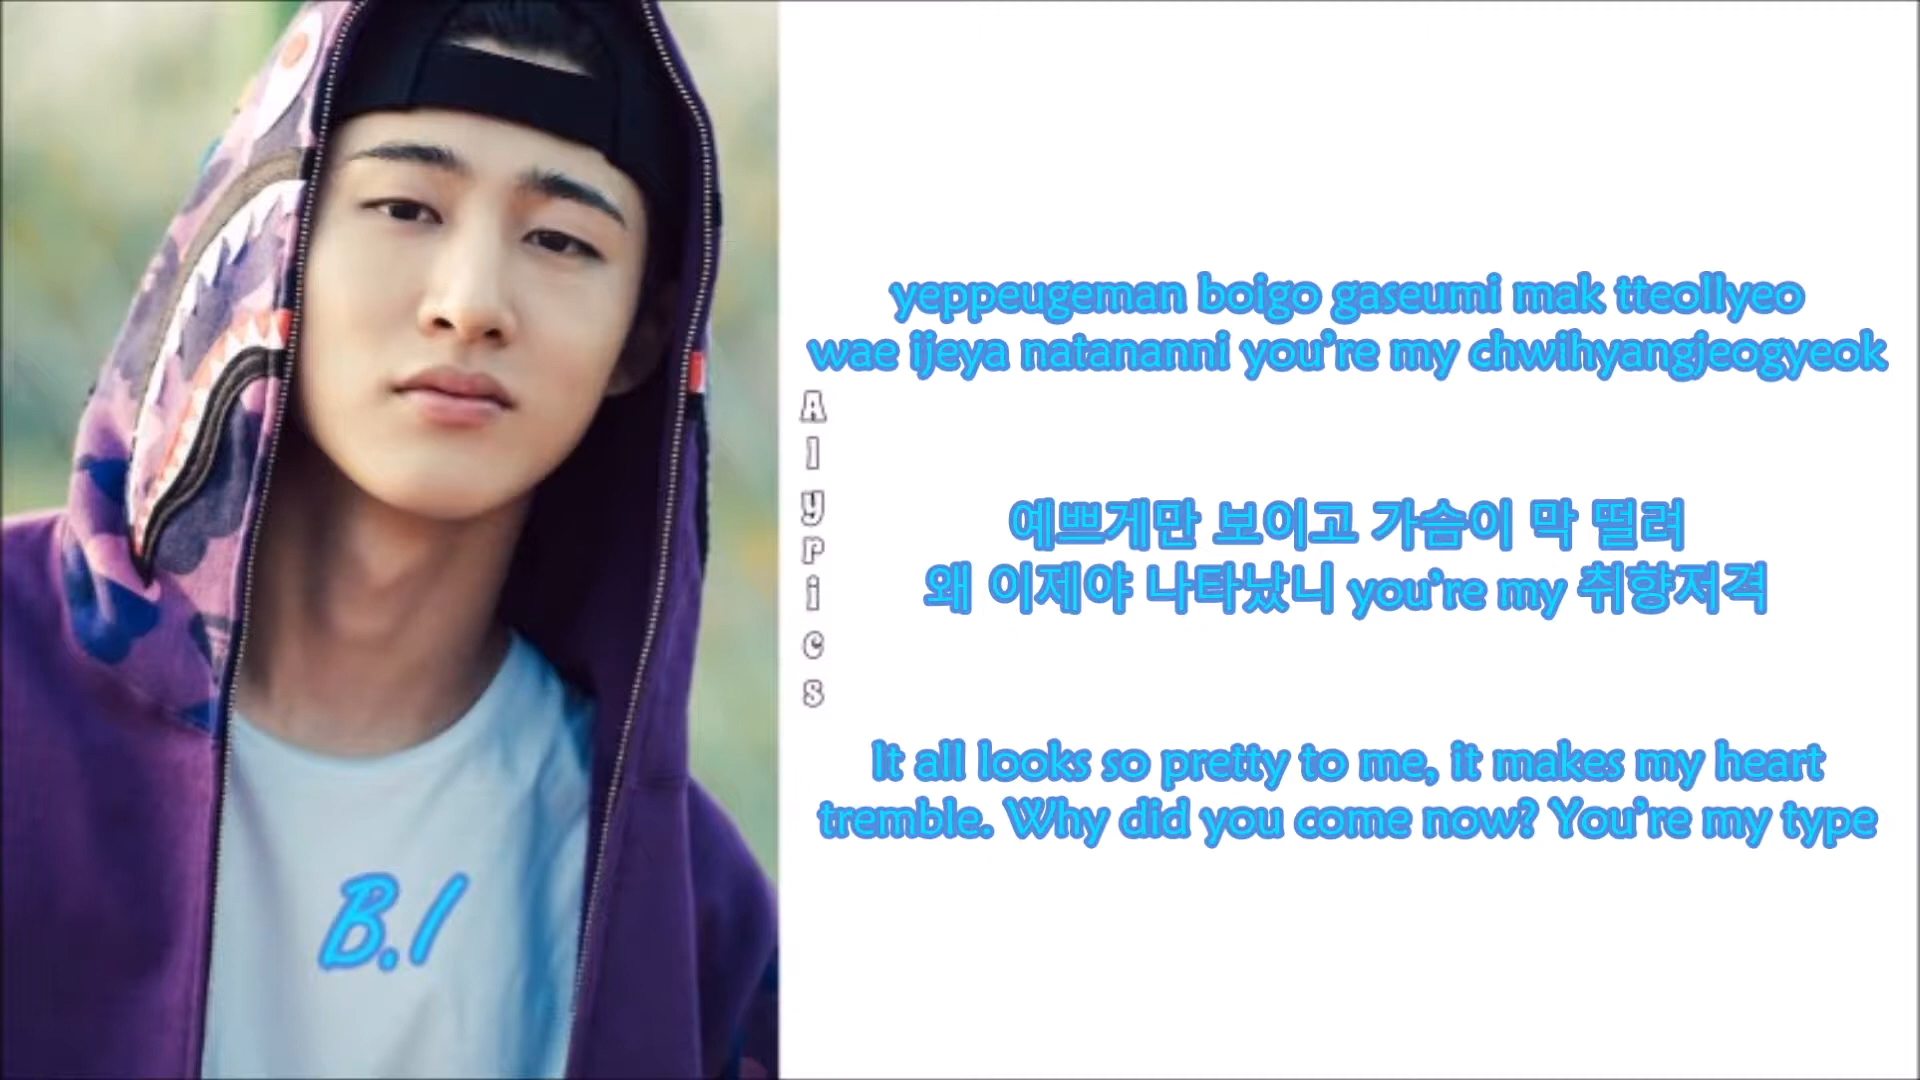 yeppeugeman boigo gaseumi mak tteollyeo
wae ijeya natananni you're my chwihyangjeogyeok
Alyrics
예쁘게만 보이고 가슴이 막 떨려
왜 이제야 나타났니 you're my 취향저격
It all looks so pretty to me, it makes my heart
tremble. Why did you come now? You're my type
B.I